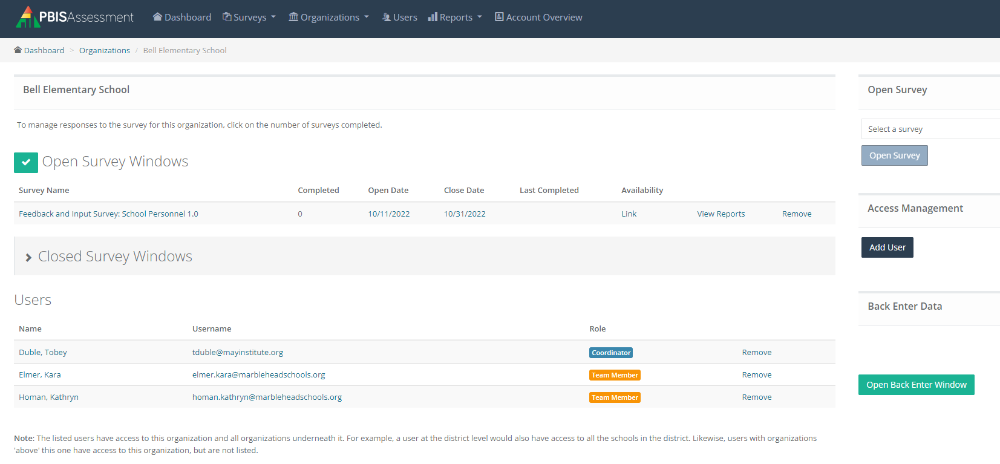 PBISAssessment Dashboard Surveys Organizations Users Reports Account Overview
Dashboard > Organizations / Bell Elementary School
Bell Elementary School
To manage responses to the survey for this organization, click on the number of surveys completed.
Open Survey Windows
Survey Name Completed Open Date Close Date Last Completed Availability
Feedback and Input Survey: School Personnel 1.0 0 10/11/2022 10/31/2022 Link View Reports Remove
Closed Survey Windows
Users
Name Username Role
Duble, Tobey tduble@mayinstitute.org Coordinator Remove
Elmer, Kara elmer.kara@marbleheadschools.org Team Member Remove
Homan, Kathryn homan.kathryn@marbleheadschools.org Team Member Remove
Note: The listed users have access to this organization and all organizations underneath it. For example, a user at the district level would also have access to all the schools in the district. Likewise, users with organizations
'above' this one have access to this organization, but are not listed.
Open Survey
Select a survey
Open Survey
Access Management
Add User
Back Enter Data
Open Back Enter Window